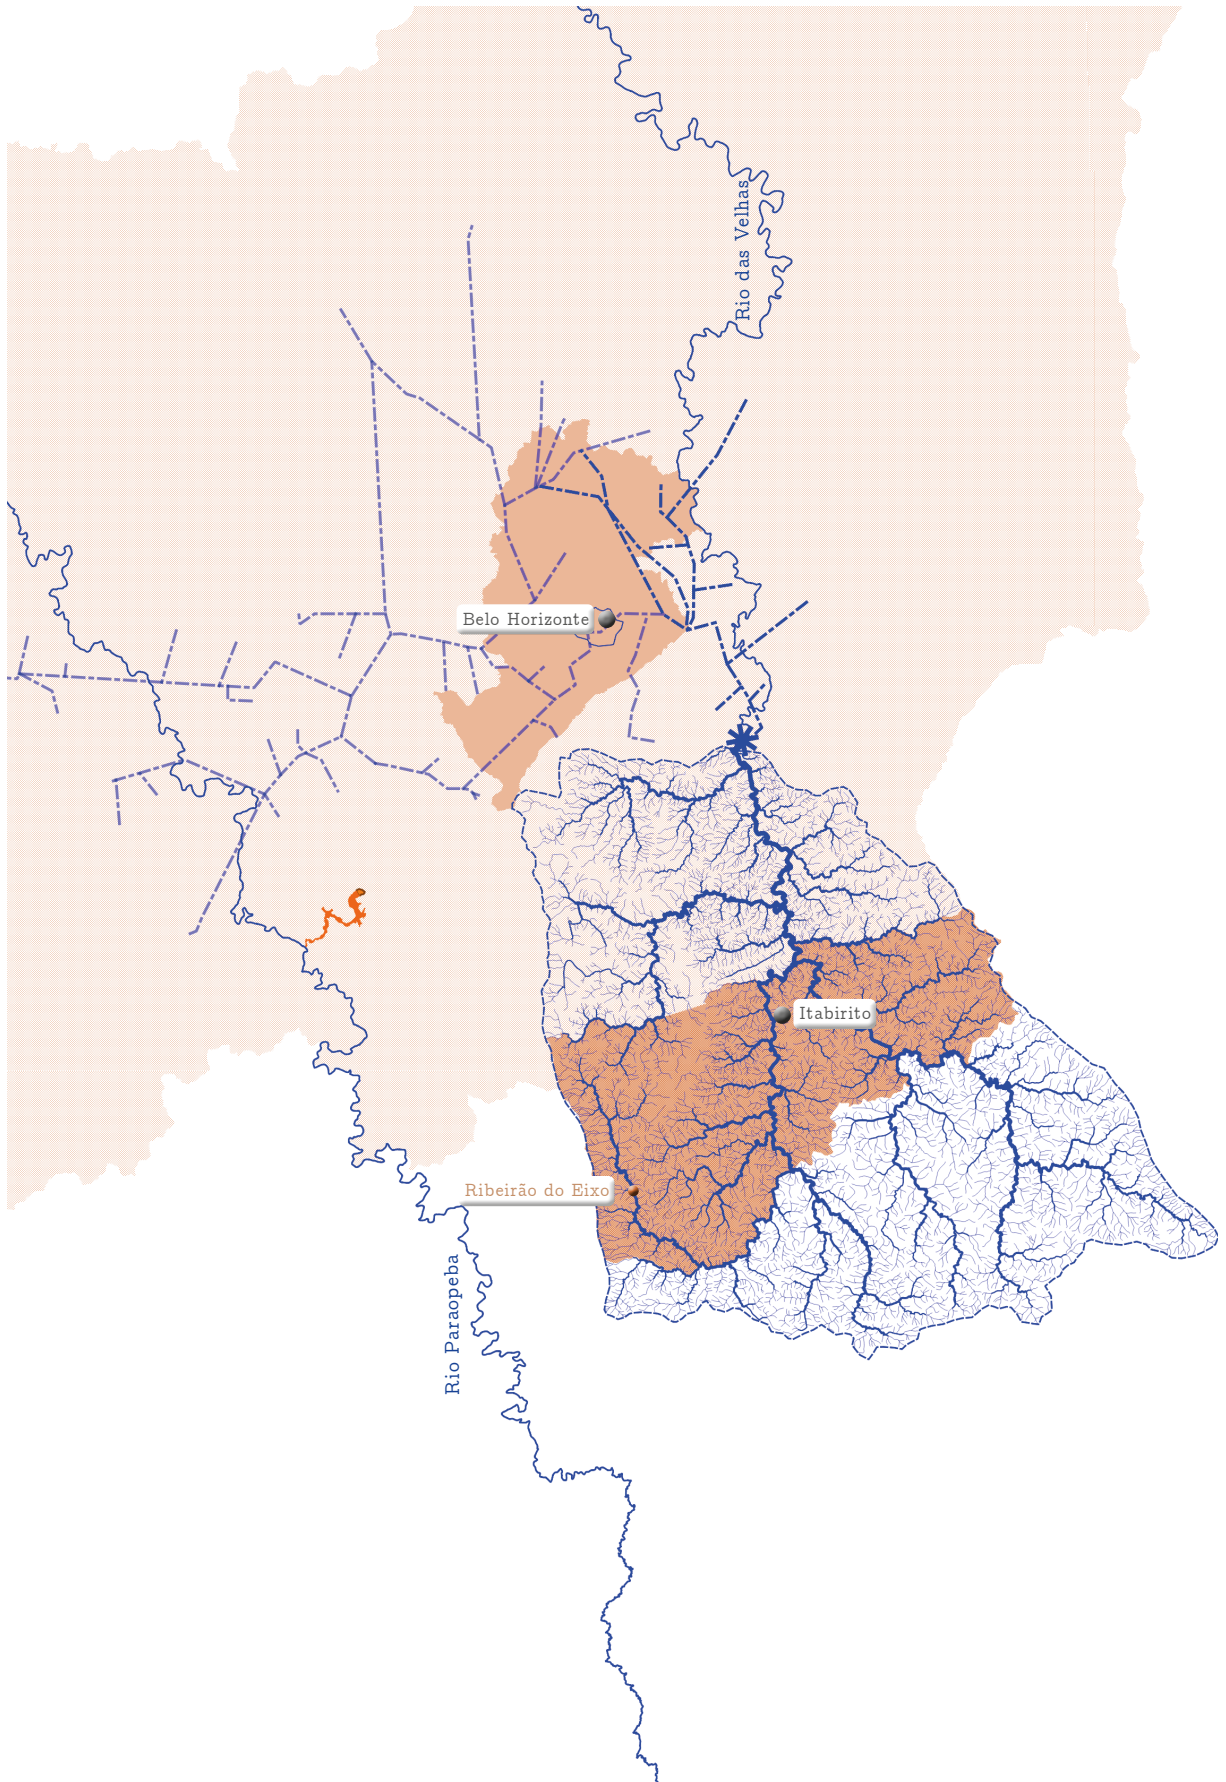 Rio das Velhas
Belo Horizonte
Itabirito
Ribeirão do Eixo
Rio Paraopeba